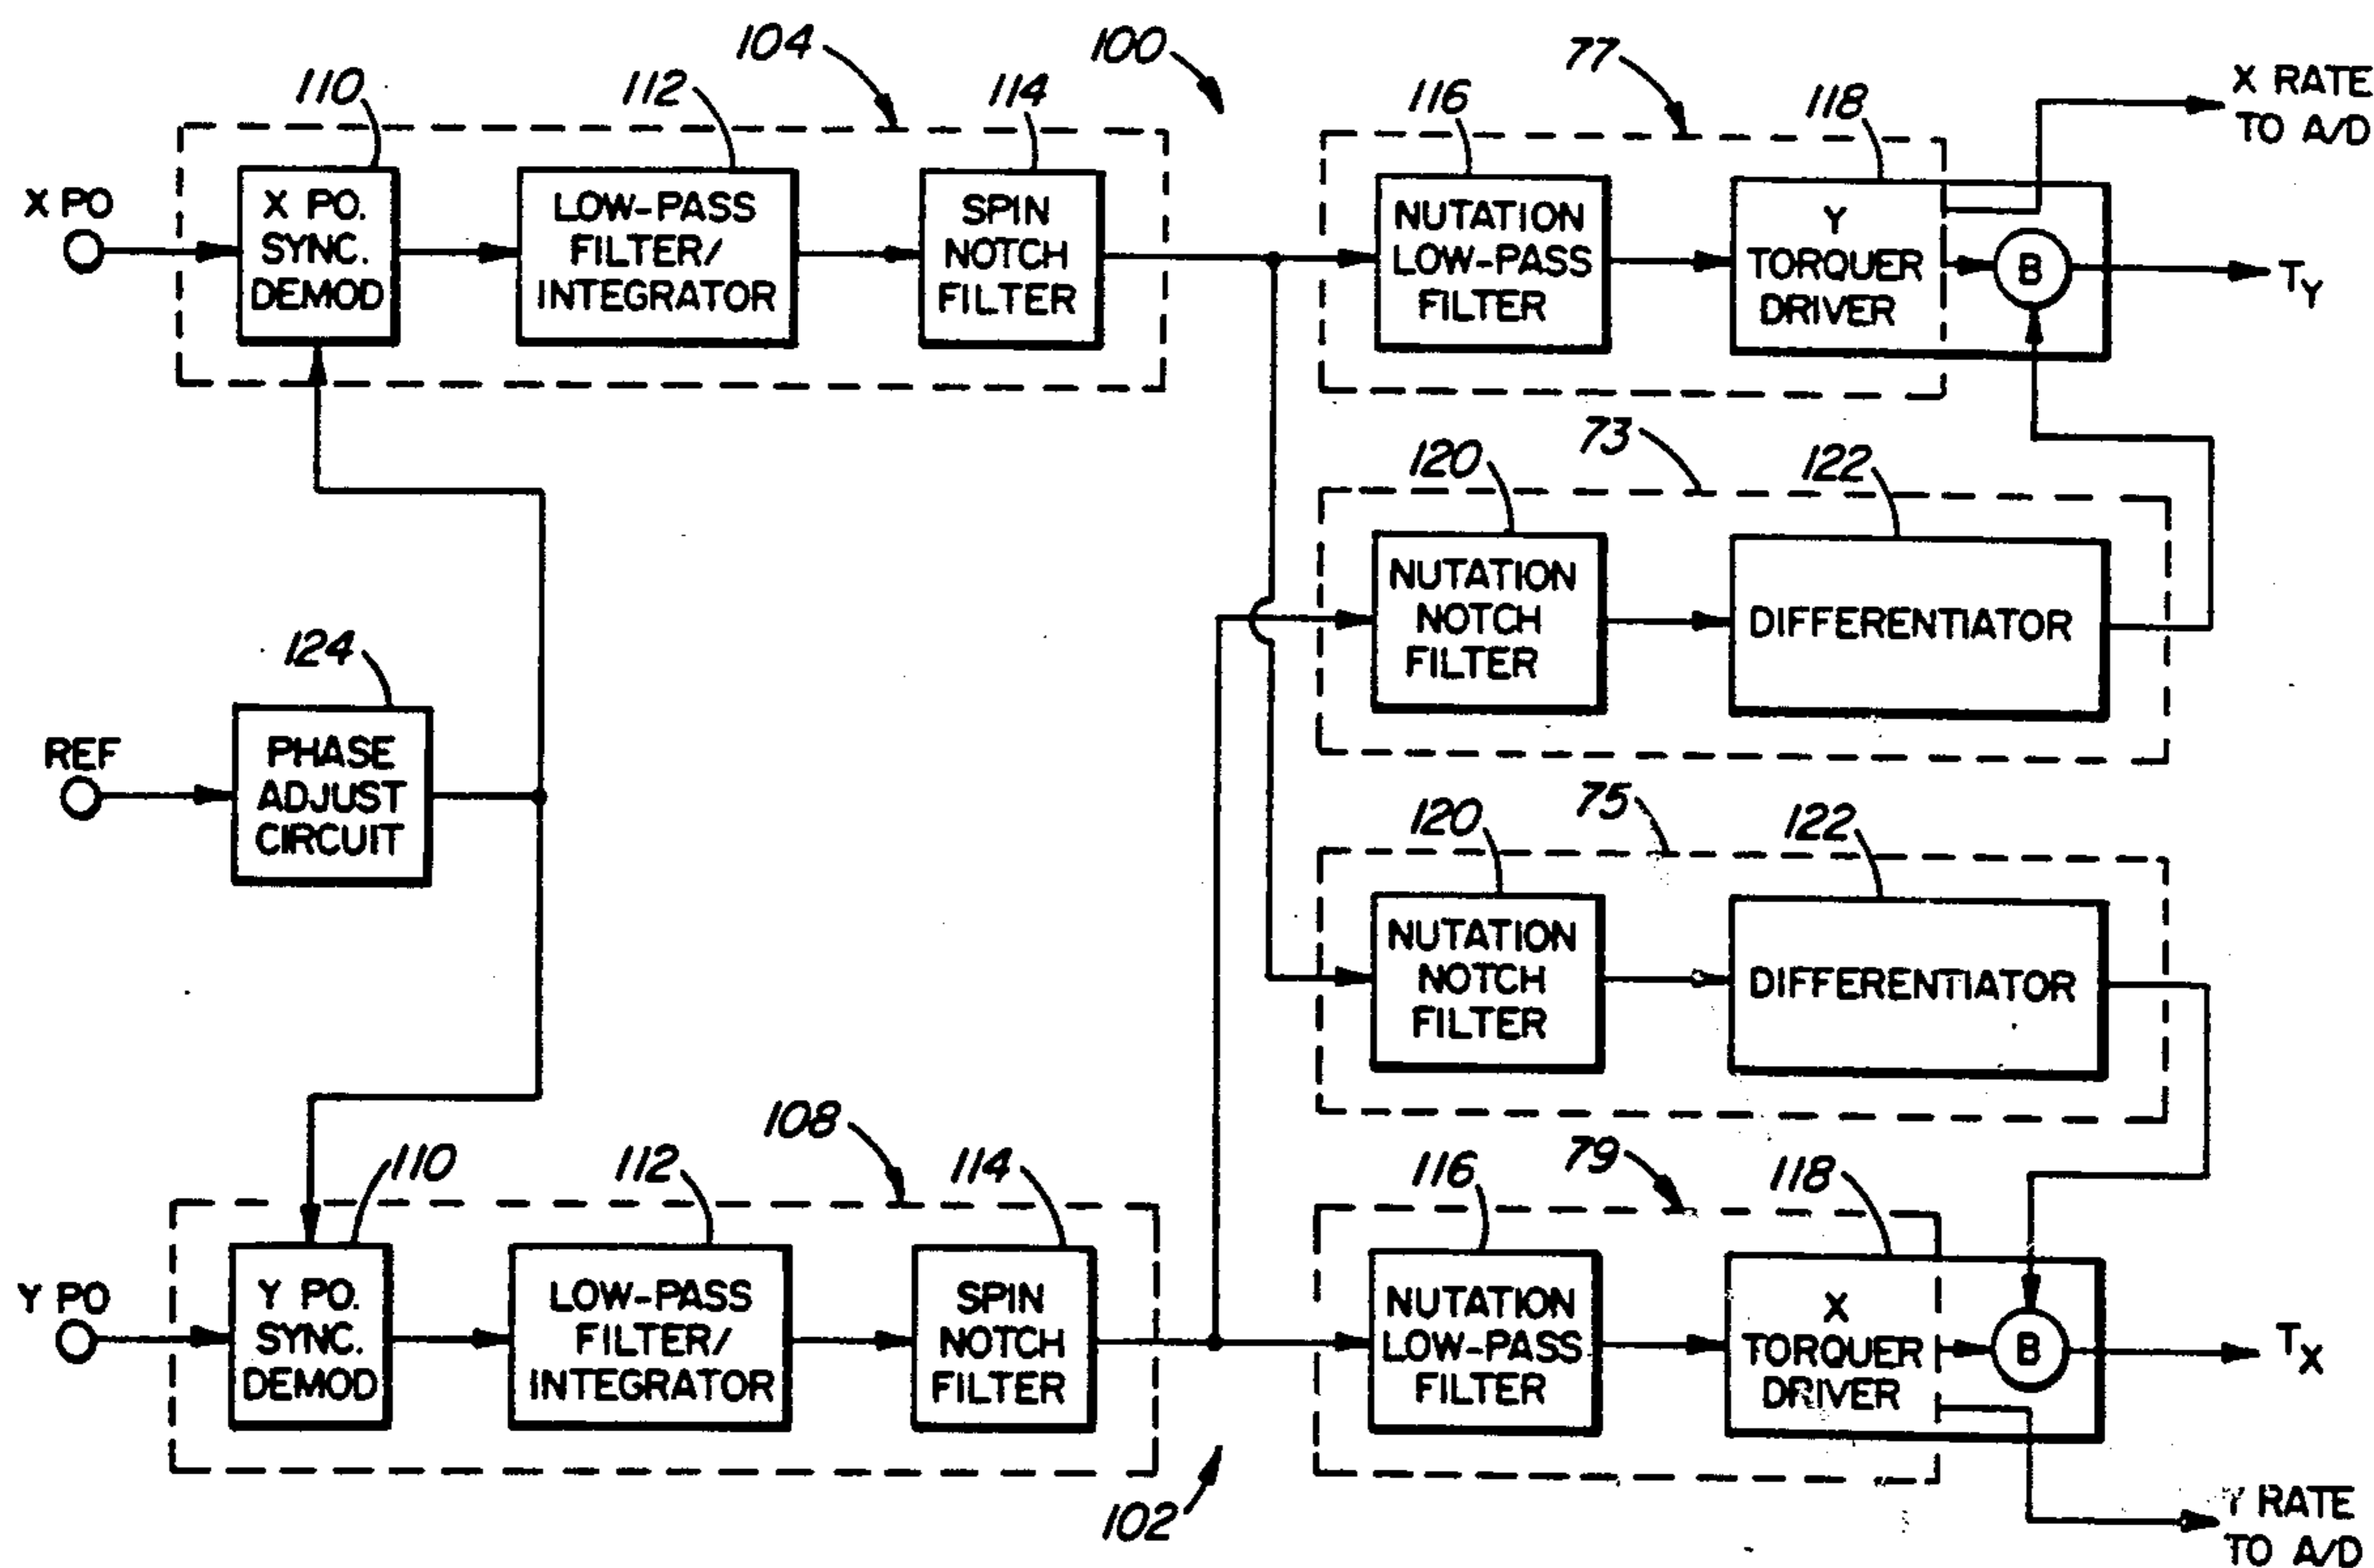 104
100
77
110
112
114
116
118
X RATE
TO A/D
X PO
X PO.
SYNC.
DEMOD
LOW-PASS
FILTER/
INTEGRATOR
SPIN
NOTCH
FILTER
NUTATION
LOW-PASS
FILTER
Y
TORQUER
DRIVER
B
TY
73
120
122
NUTATION
NOTCH
FILTER
DIFFERENTIATOR
124
REF
PHASE
ADJUST
CIRCUIT
75
120
122
NUTATION
NOTCH
FILTER
DIFFERENTIATOR
108
110
112
114
116
79
118
Y PO
Y PO.
SYNC.
DEMOD
LOW-PASS
FILTER/
INTEGRATOR
SPIN
NOTCH
FILTER
NUTATION
LOW-PASS
FILTER
X
TORQUER
DRIVER
B
TX
102
Y RATE
TO A/D